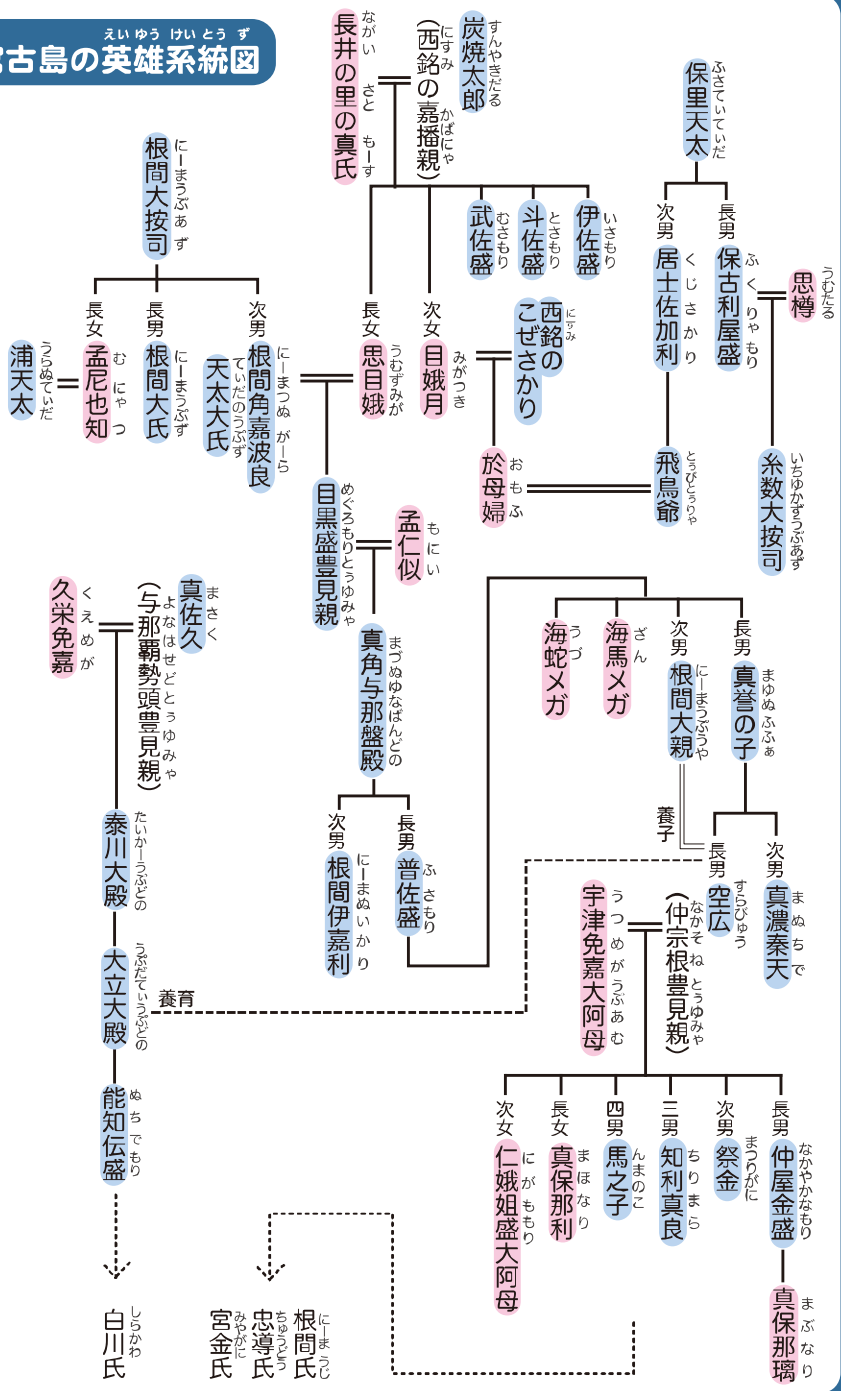 古島の英雄系統図
えいゆうけいとうず
炭焼太郎
すんやきだる
(西銘の嘉播親)
にすみ かばにゃ
長井の里の真氏
ながい さと もーす
保里天太
ふさてぃてぃだ
根間大按司
にーまうぷあず
伊佐盛
いさもり
斗佐盛
とさもり
武佐盛
むさもり
次女
目娥月
みがつき
長女
思目娥
うむずみが
長男
保古利屋盛
ふくりゃもり
次男
居士佐加利
くじさかり
思樽
うむたる
西銘の
にすみ
こぜさかり
次男
根間角嘉波良
にーまつぬがーら
天太大氏
てぃだのうぷず
長男
根間大氏
にーまうぷず
長女
孟尼也知
むにゃつ
浦天太
うらぬてぃだ
糸数大按司
いちゆかずうぷあず
飛鳥爺
とぅびとぅりゃ
於母婦
おもふ
目黒盛豊見親
めぐろもりとぅゆみゃ
孟仁似
もにい
真角与那盤殿
まづぬゆなばんどの
真佐久
まさく
(与那覇勢頭豊見親)
よなはせどとぅゆみゃ
久栄免嘉
くえめが
長男
真誉の子
まゆぬふふぁ
次男
根間大親
にーまうぷうや
海馬メガ
ざん
海蛇メガ
うづ
長男
普佐盛
ふさもり
次男
根間伊嘉利
にーまぬいかり
養子
次男
真濃秦天
まぬちで
長男
空広
すらびゅう
(仲宗根豊見親)
なかそねとぅゆみゃ
宇津免嘉大阿母
うつめがうぷあむ
泰川大殿
たいかーうぷどの
大立大殿
うぷだてぃうぷどの
養育
能知伝盛
ぬちでもり
長男
仲屋金盛
なかやかなもり
次男
祭金
まつりがに
三男
知利真良
ちりまら
四男
馬之子
んまのこ
長女
真保那利
まほなり
次女
仁娥姐盛大阿母
にがももり
真保那璃
まぶなり
根間氏
にーまうじ
忠導氏
ちゅうどう
宮金氏
みやがに
白川氏
しらかわ